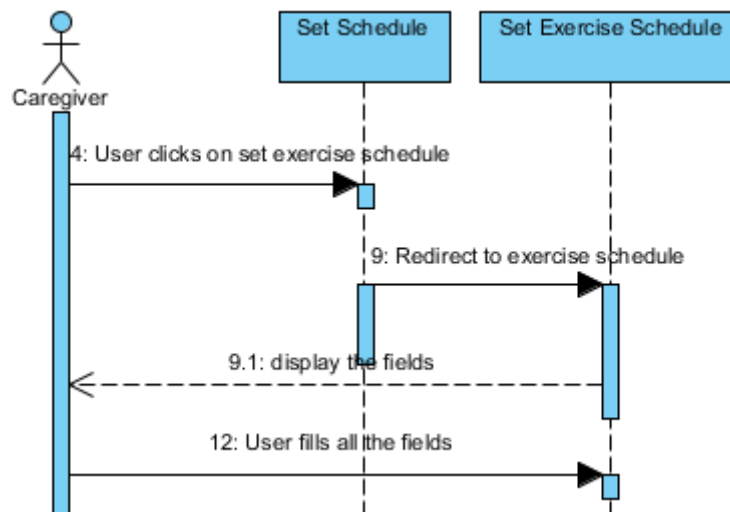 Set Schedule
Set Exercise Schedule
Caregiver
4: User clicks on set exercise schedule
9: Redirect to exercise schedule
9.1: display the fields
12: User fills all the fields